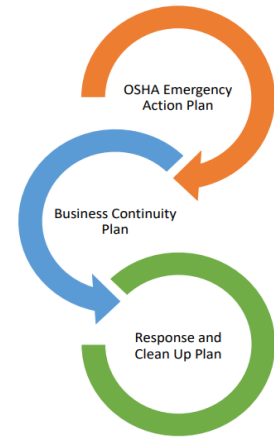 OSHA Emergency
Action Plan
Business Continuity
Plan
Response and
Clean Up Plan